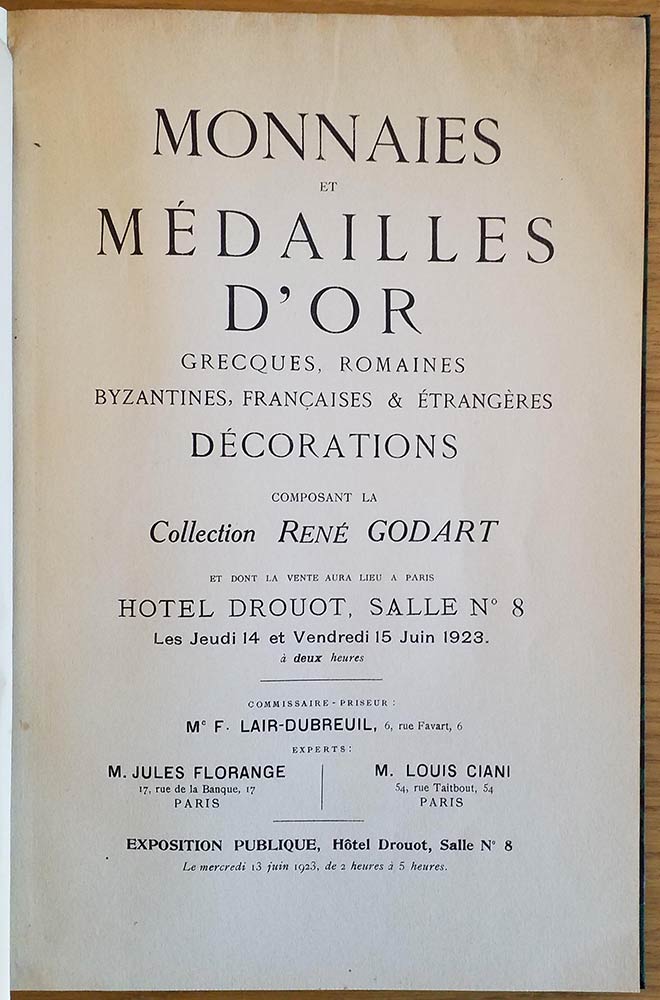 MONNAIES
ET
MÉDAILLES
D'OR
GRECQUES, ROMAINES
BYZANTINES, FRANÇAISES & ÉTRANGÈRES
DÉCORATIONS
COMPOSANT LA
Collection RENÉ GODART
ET DONT LA VENTE AURA LIEU A PARIS
HOTEL DROUOT, SALLE N° 8
Les Jeudi 14 et Vendredi 15 Juin 1923.
à deux heures
COMMISSAIRE-PRISEUR :
Me F. LAIR-DUBREUIL, 6, rue Favart, 6
EXPERTS :
M. JULES FLORANGE
17, rue de la Banque, 17
PARIS
M. LOUIS CIANI
54, rue Taitbout, 54
PARIS
EXPOSITION PUBLIQUE, Hôtel Drouot, Salle N° 8
Le mercredi 13 juin 1923, de 2 heures à 5 heures.